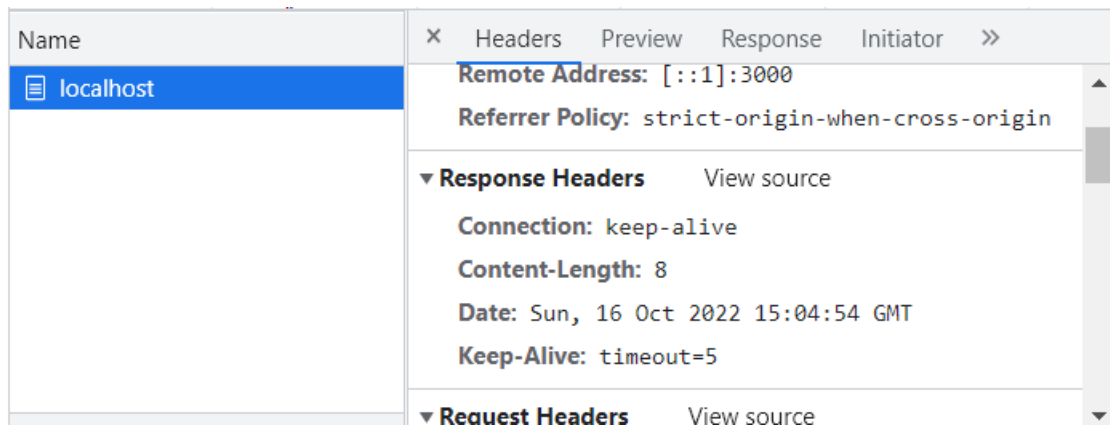 Name
localhost
× Headers Preview Response Initiator »
Remote Address: [::1]:3000
Referrer Policy: strict-origin-when-cross-origin
▼ Response Headers View source
Connection: keep-alive
Content-Length: 8
Date: Sun, 16 Oct 2022 15:04:54 GMT
Keep-Alive: timeout=5
▼ Request Headers View source